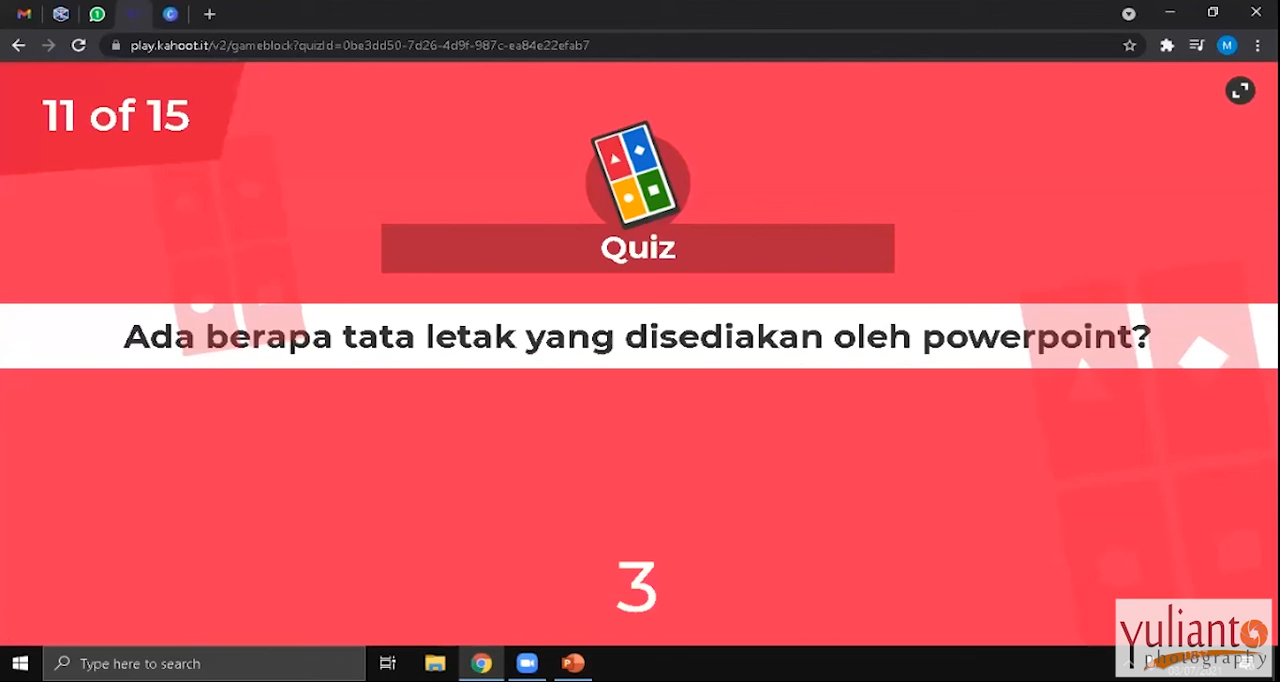 play.kahoot.it/v2/gameblock?quizId=0be3dd50-7d26-4d9f-987c-ea84e22efab7
M
11 of 15
Quiz
Ada berapa tata letak yang disediakan oleh powerpoint?
3
Type here to search
yulianto
photography